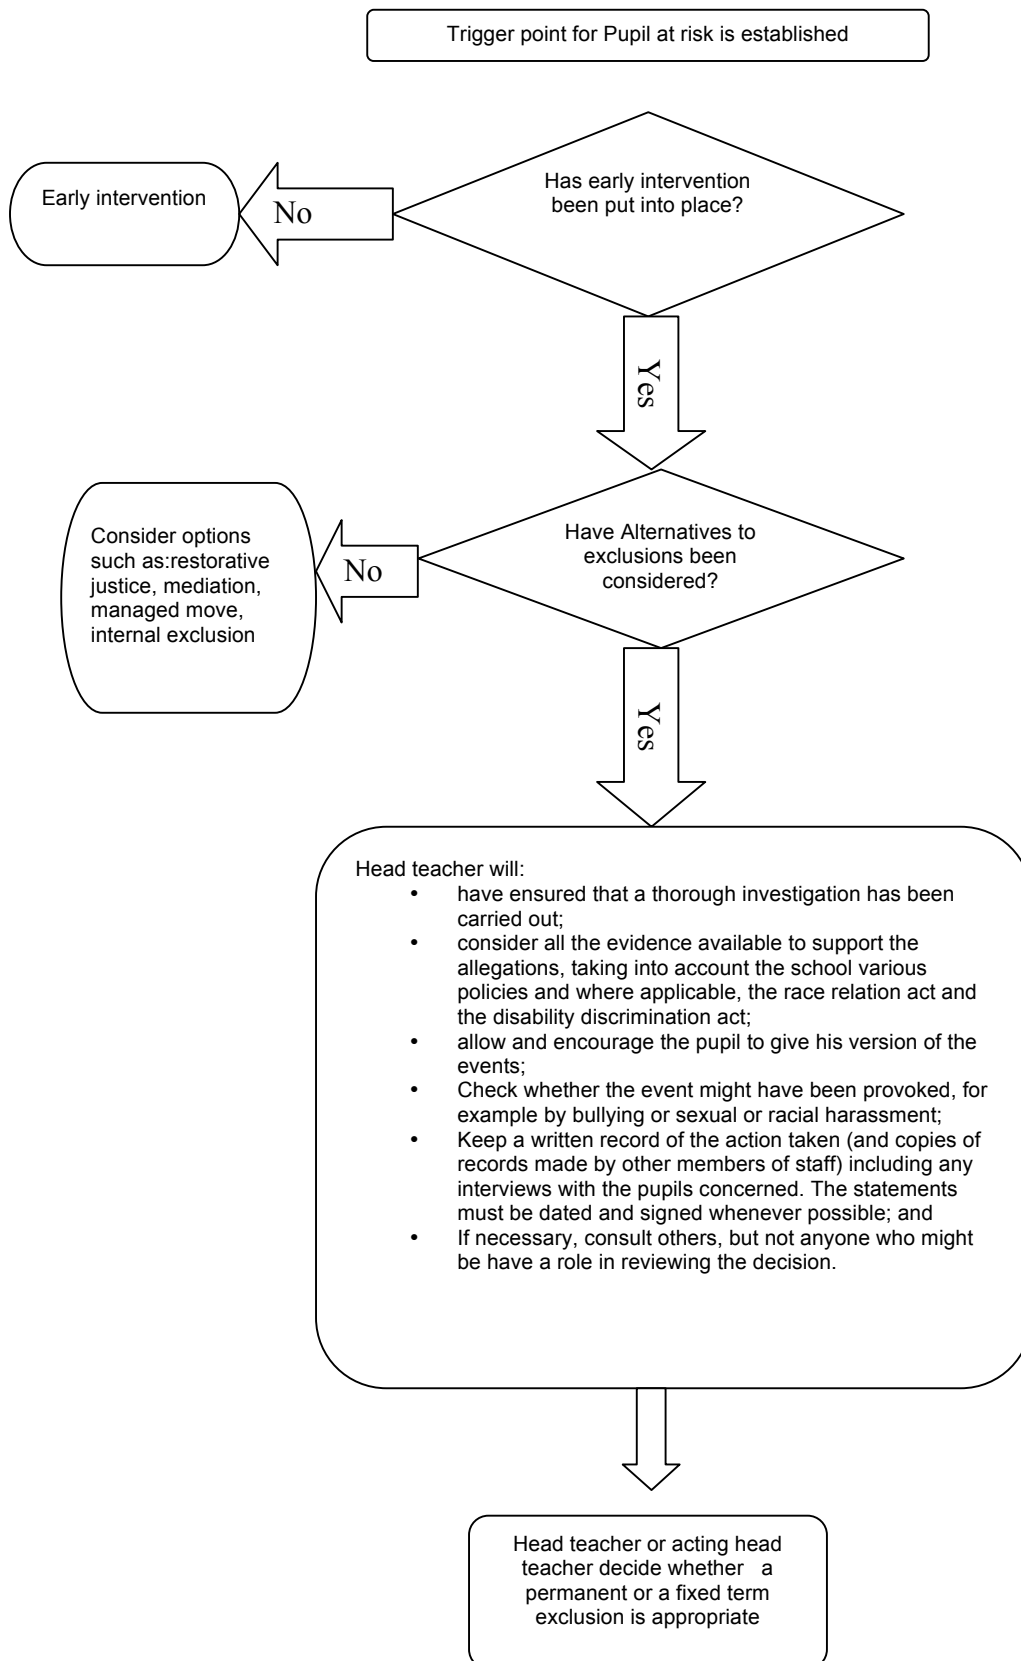 Trigger point for Pupil at risk is established
Has early intervention
been put into place?
Early intervention
No
Yes
Have Alternatives to
exclusions been
considered?
Consider options
such as:restorative
justice, mediation,
managed move,
internal exclusion
No
Yes
Head teacher will:
• have ensured that a thorough investigation has been
carried out;
• consider all the evidence available to support the
allegations, taking into account the school various
policies and where applicable, the race relation act and
the disability discrimination act;
• allow and encourage the pupil to give his version of the
events;
• Check whether the event might have been provoked, for
example by bullying or sexual or racial harassment;
• Keep a written record of the action taken (and copies of
records made by other members of staff) including any
interviews with the pupils concerned. The statements
must be dated and signed whenever possible; and
• If necessary, consult others, but not anyone who might
be have a role in reviewing the decision.
Head teacher or acting head
teacher decide whether a
permanent or a fixed term
exclusion is appropriate